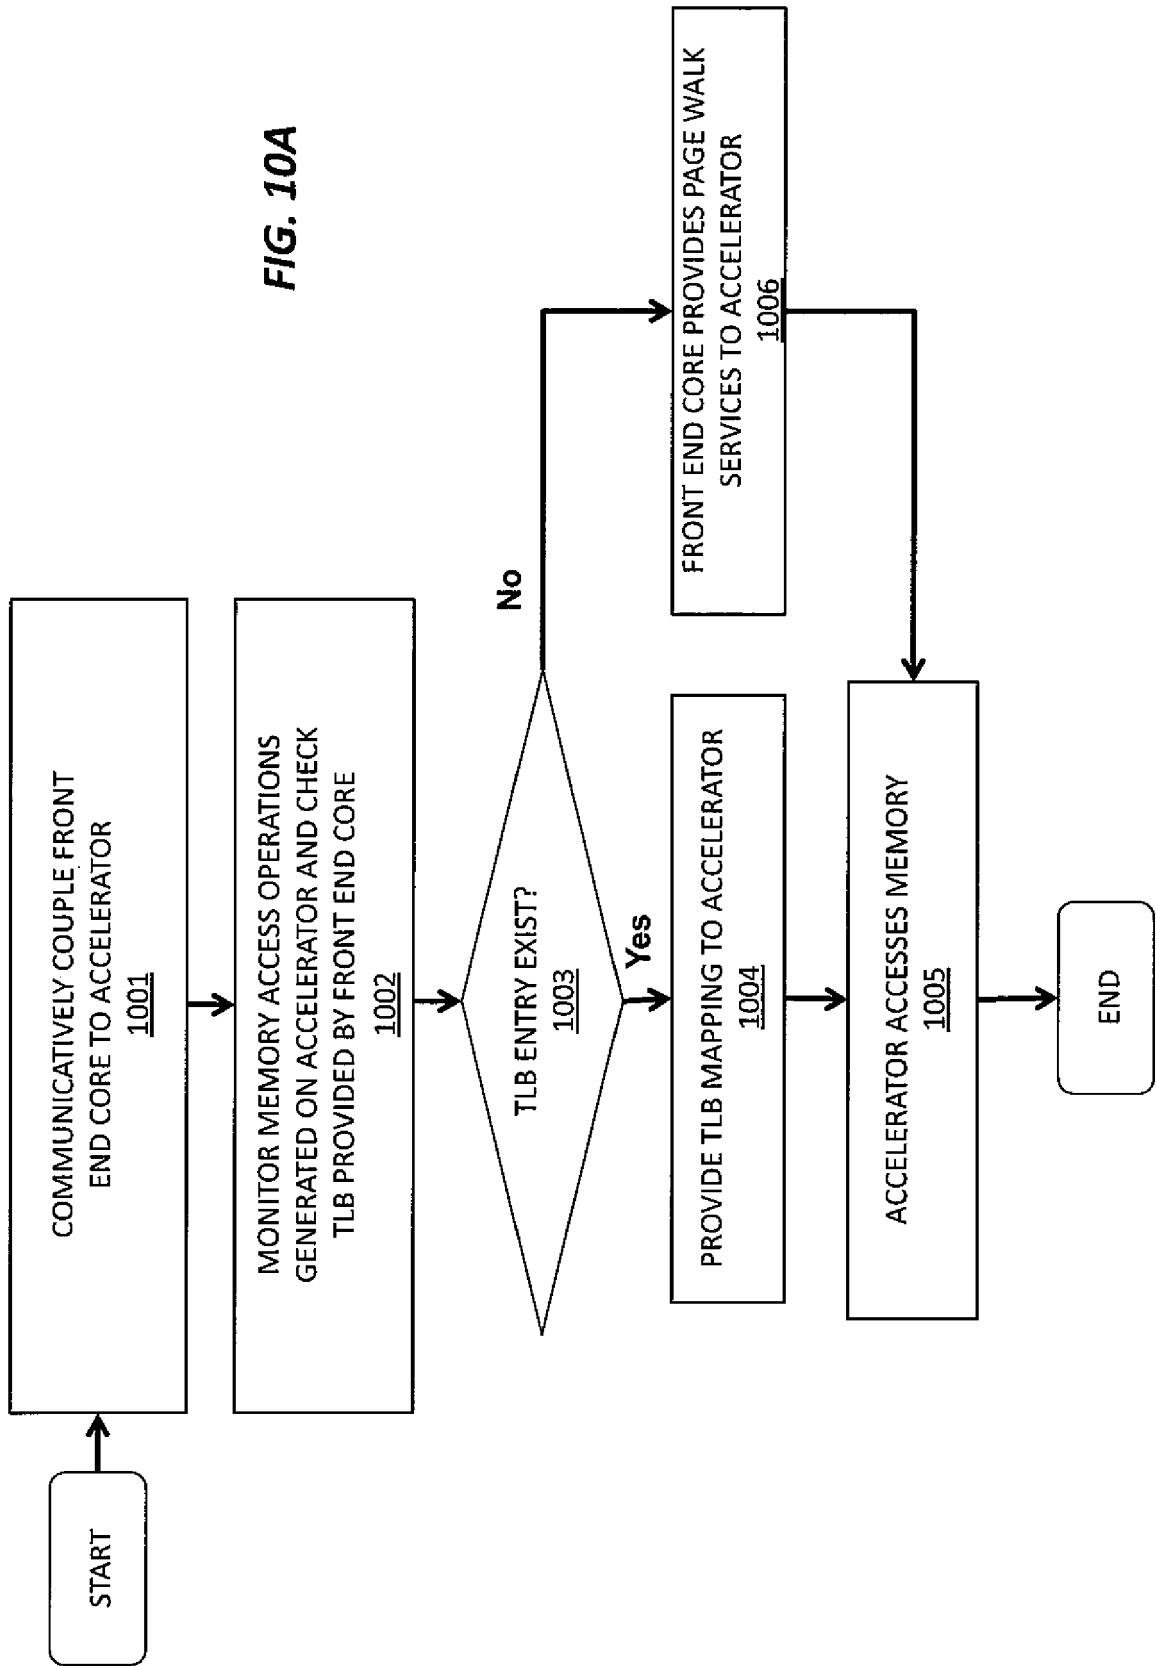 START
COMMUNICATIVELY COUPLE FRONT
END CORE TO ACCELERATOR
1001
MONITOR MEMORY ACCESS OPERATIONS
GENERATED ON ACCELERATOR AND CHECK
TLB PROVIDED BY FRONT END CORE
1002
TLB ENTRY EXIST?
1003
Yes
No
PROVIDE TLB MAPPING TO ACCELERATOR
1004
FRONT END CORE PROVIDES PAGE WALK
SERVICES TO ACCELERATOR
1006
ACCELERATOR ACCESSES MEMORY
1005
END
FIG. 10A